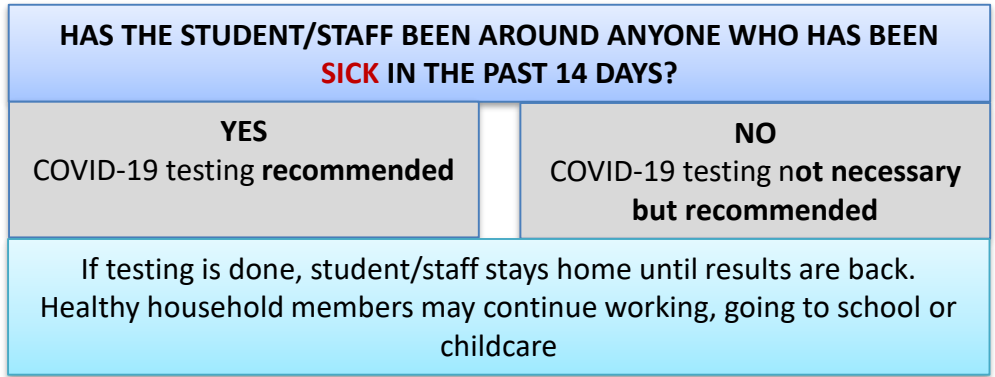 HAS THE STUDENT/STAFF BEEN AROUND ANYONE WHO HAS BEEN
SICK IN THE PAST 14 DAYS?
YES
COVID-19 testing recommended
NO
COVID-19 testing not necessary
but recommended
If testing is done, student/staff stays home until results are back.
Healthy household members may continue working, going to school or
childcare